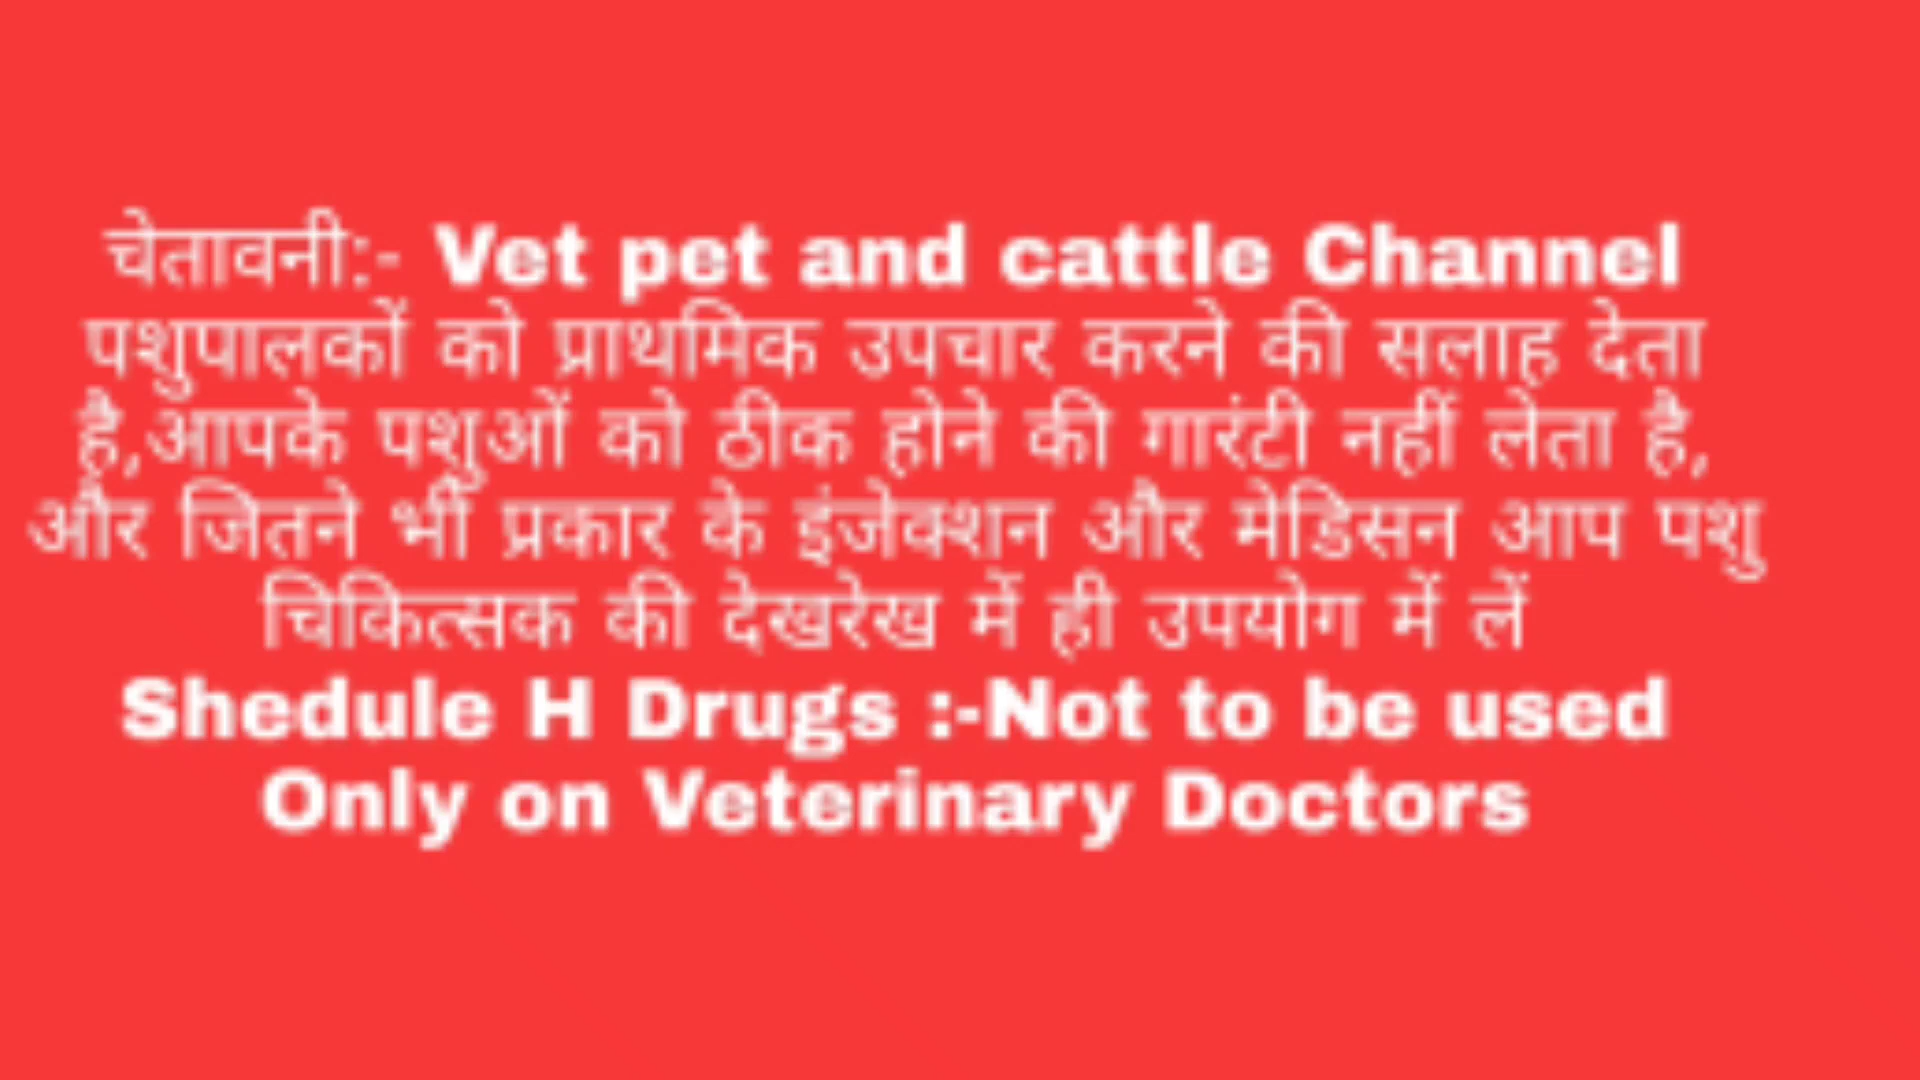 चेतावनी:- Vet pet and cattle Channel
पशुपालकों को प्राथमिक उपचार करने की सलाह देता
है,आपके पशुओं को ठीक होने की गारंटी नहीं लेता है,
और जितने भी प्रकार के इंजेक्शन और मेडिसन आप पशु
चिकित्सक की देखरेख में ही उपयोग में लें
Shedule H Drugs :-Not to be used
Only on Veterinary Doctors